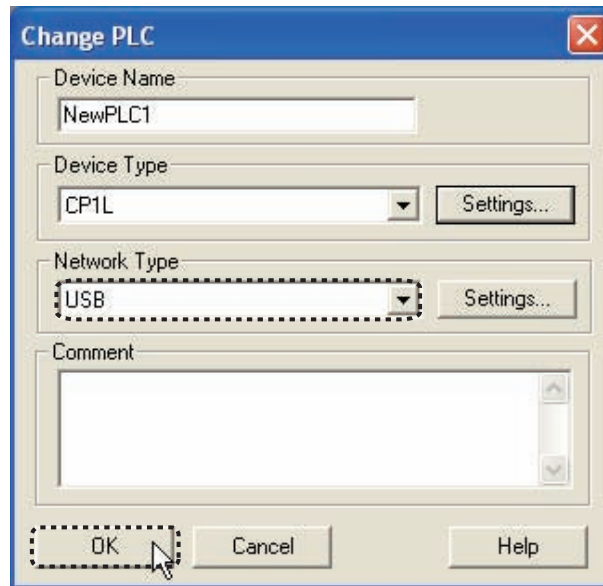 Change PLC
Device Name
NewPLC1
Device Type
CP1L
Settings...
Network Type
USB
Settings...
Comment
OK
Cancel
Help